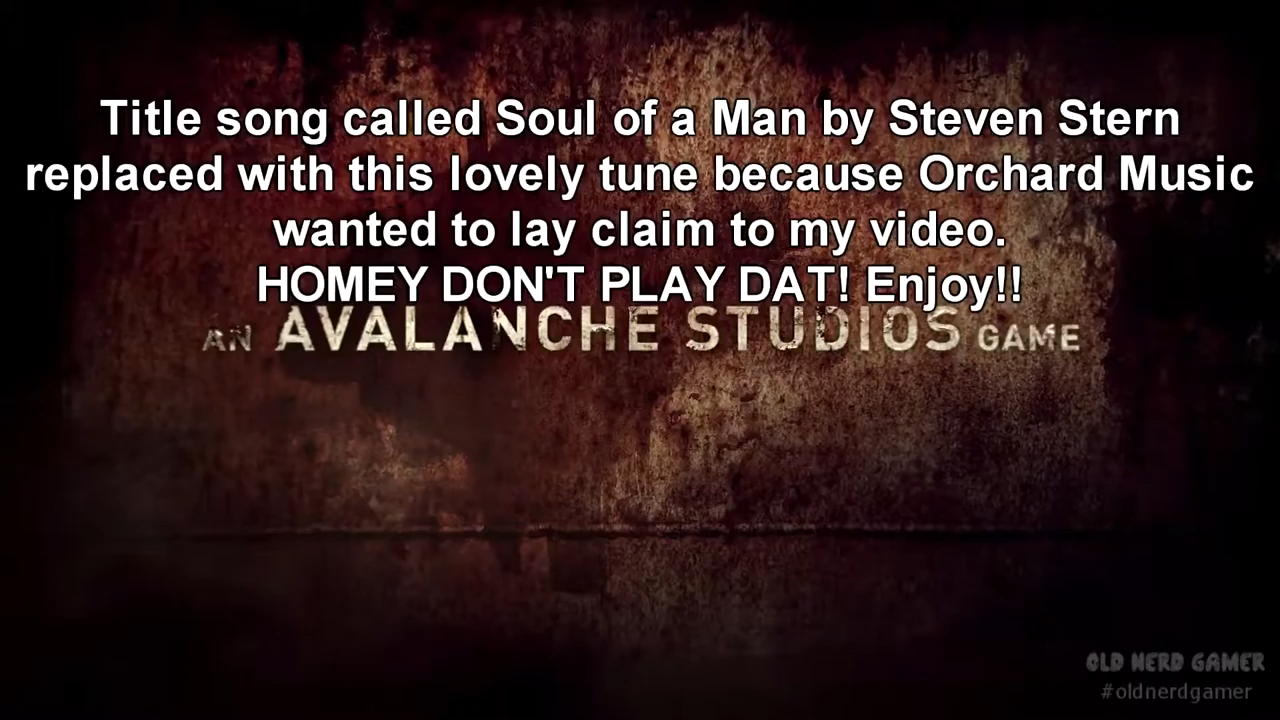 Title song called Soul of a Man by Steven Stern
replaced with this lovely tune because Orchard Music
wanted to lay claim to my video.
HOMEY DON'T PLAY DAT! Enjoy!!
AN AVALANCHE STUDIOS GAME
OLD NERD GAMER
#oldnerdgamer